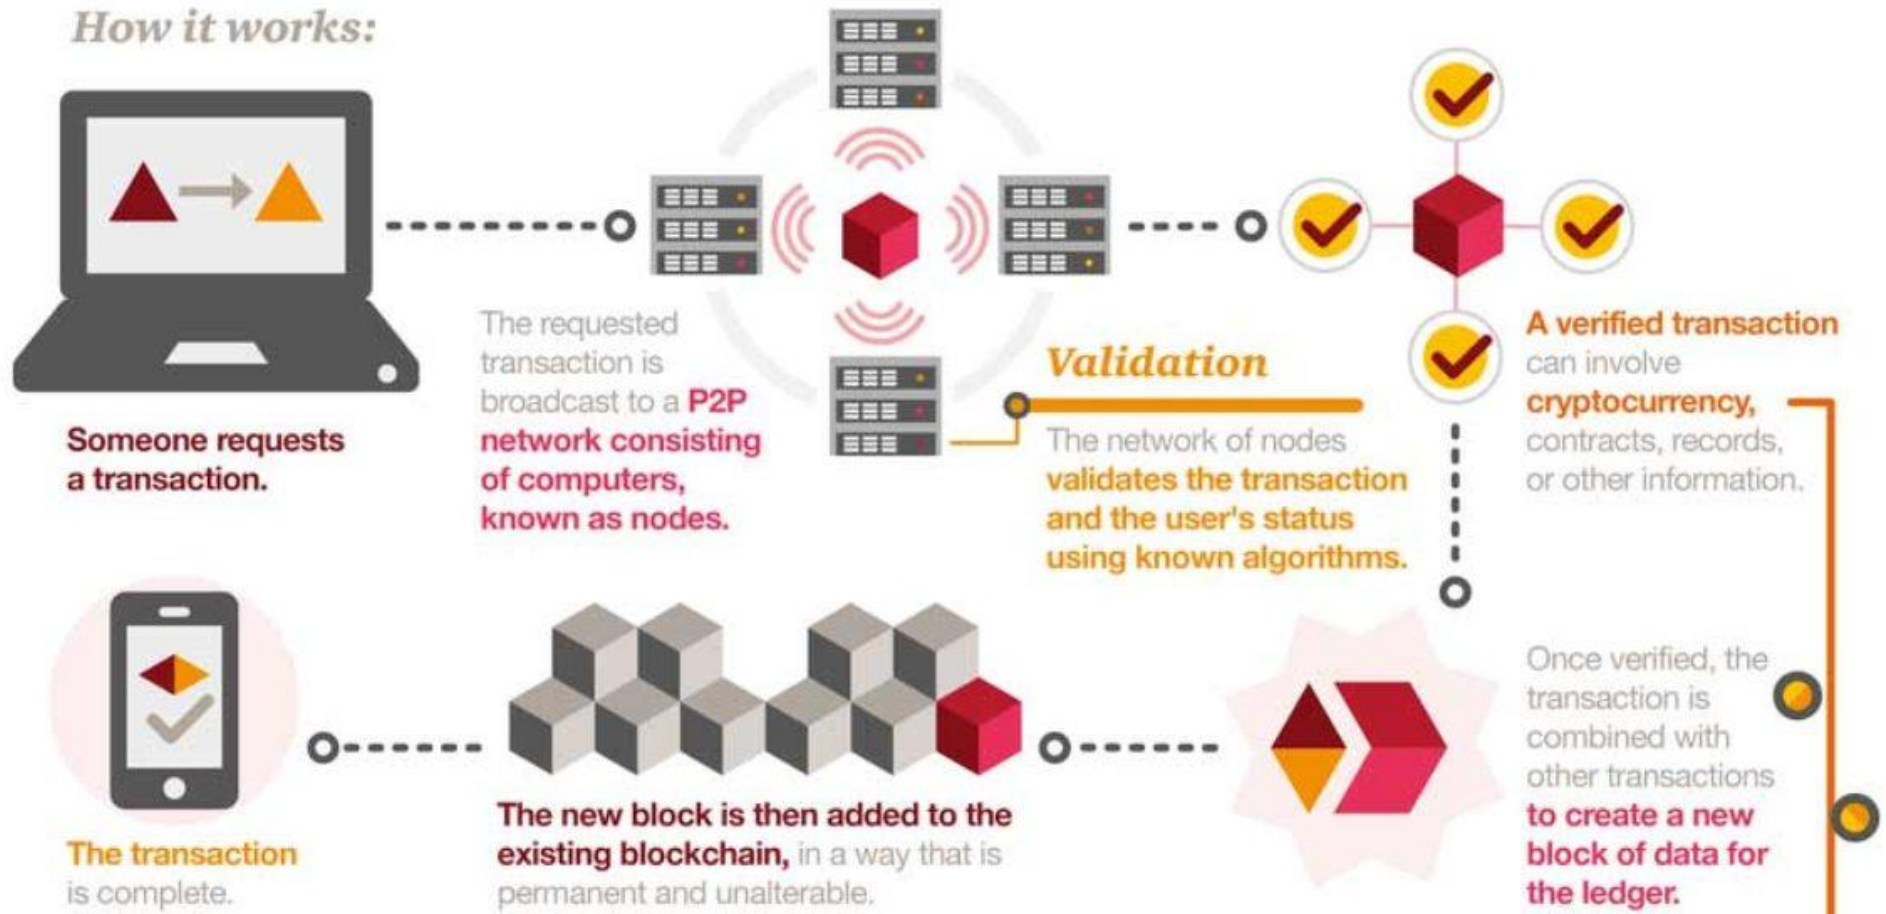 How it works:
Someone requests
a transaction.
The requested
transaction is
broadcast to a P2P
network consisting
of computers,
known as nodes.
Validation
The network of nodes
validates the transaction
and the user's status
using known algorithms.
A verified transaction
can involve
cryptocurrency,
contracts, records,
or other information.
Once verified, the
transaction is
combined with
other transactions
to create a new
block of data for
the ledger.
The new block is then added to the
existing blockchain, in a way that is
permanent and unalterable.
The transaction
is complete.